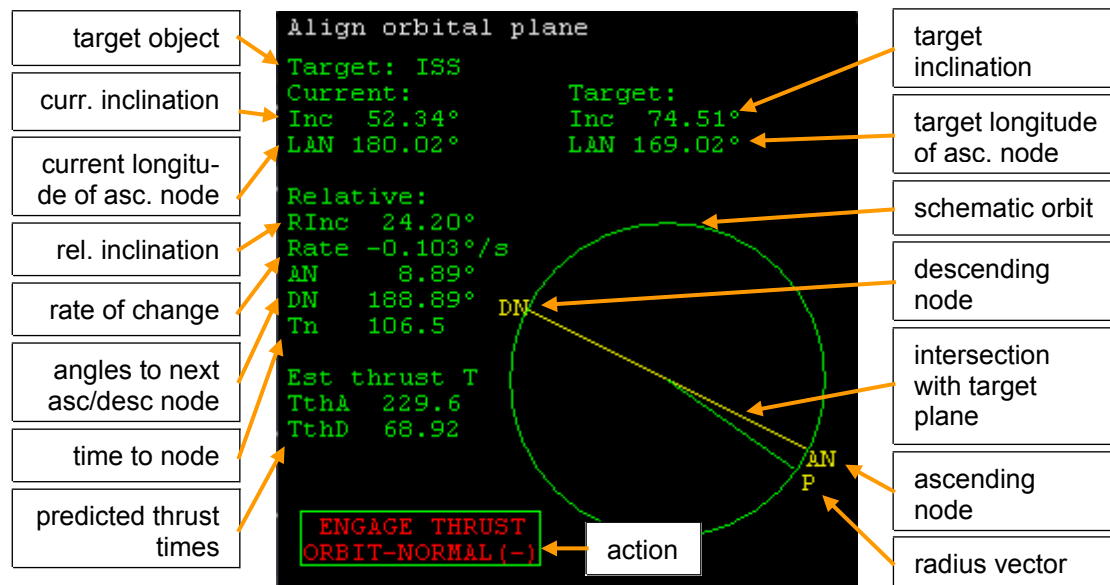 target object
curr. inclination
current longitu-
de of asc. node
rel. inclination
rate of change
angles to next
asc/desc node
time to node
predicted thrust
times
Align orbital plane
Target: ISS
Current: Target:
Inc 52.34° Inc 74.51°
LAN 180.02° LAN 169.02°
Relative:
RInc 24.20°
Rate -0.103°/s
AN 8.89°
DN 188.89°
Tn 106.5
Est thrust T
TthA 229.6
TthD 68.92
DN
AN
P
ENGAGE THRUST
ORBIT-NORMAL(-)
action
target
inclination
target longitude
of asc. node
schematic orbit
descending
node
intersection
with target
plane
ascending
node
radius vector